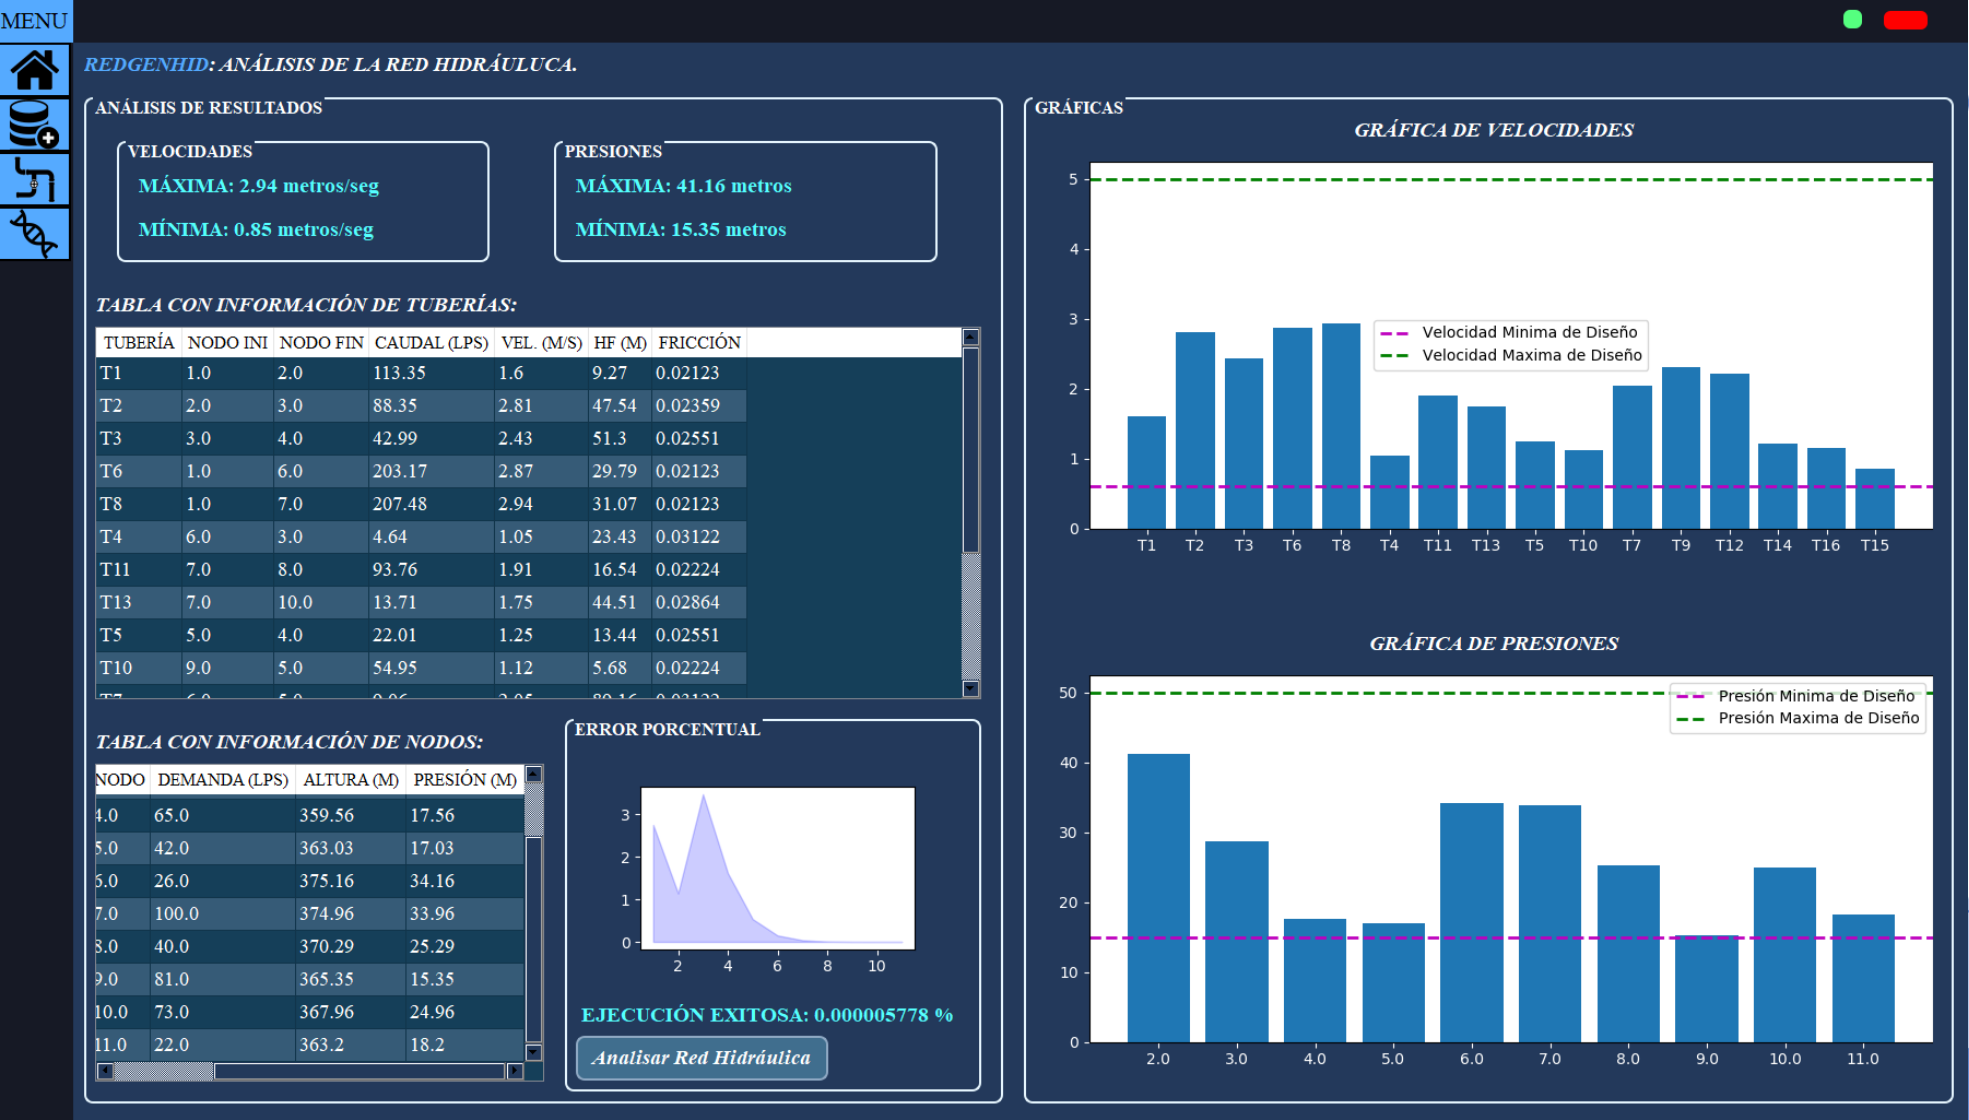 MENU
REDGENHID: ANÁLISIS DE LA RED HIDRÁULUCA.
ANÁLISIS DE RESULTADOS
VELOCIDADES
MÁXIMA: 2.94 metros/seg
MÍNIMA: 0.85 metros/seg
PRESIONES
MÁXIMA: 41.16 metros
MÍNIMA: 15.35 metros
TABLA CON INFORMACIÓN DE TUBERÍAS:
TUBERÍA NODO INI NODO FIN CAUDAL (LPS) VEL. (M/S) HF (M) FRICCIÓN
T1 1.0 2.0 113.35 1.6 9.27 0.02123
T2 2.0 3.0 88.35 2.81 47.54 0.02359
T3 3.0 4.0 42.99 2.43 51.3 0.02551
T6 1.0 6.0 203.17 2.87 29.79 0.02123
T8 1.0 7.0 207.48 2.94 31.07 0.02123
T4 6.0 3.0 4.64 1.05 23.43 0.03122
T11 7.0 8.0 93.76 1.91 16.54 0.02224
T13 7.0 10.0 13.71 1.75 44.51 0.02864
T5 5.0 4.0 22.01 1.25 13.44 0.02551
T10 9.0 5.0 54.95 1.12 5.68 0.02224
TABLA CON INFORMACIÓN DE NODOS:
NODO DEMANDA (LPS) ALTURA (M) PRESIÓN (M)
4.0 65.0 359.56 17.56
5.0 42.0 363.03 17.03
6.0 26.0 375.16 34.16
7.0 100.0 374.96 33.96
8.0 40.0 370.29 25.29
9.0 81.0 365.35 15.35
10.0 73.0 367.96 24.96
11.0 22.0 363.2 18.2
ERROR PORCENTUAL
3
2
1
0
2 4 6 8 10
EJECUCIÓN EXITOSA: 0.000005778 %
Analisar Red Hidráulica
GRÁFICAS
GRÁFICA DE VELOCIDADES
5
4
3
2
1
0
Velocidad Minima de Diseño
Velocidad Maxima de Diseño
T1 T2 T3 T6 T8 T4 T11 T13 T5 T10 T7 T9 T12 T14 T16 T15
GRÁFICA DE PRESIONES
50
40
30
20
10
0
Presión Minima de Diseño
Presión Maxima de Diseño
2.0 3.0 4.0 5.0 6.0 7.0 8.0 9.0 10.0 11.0